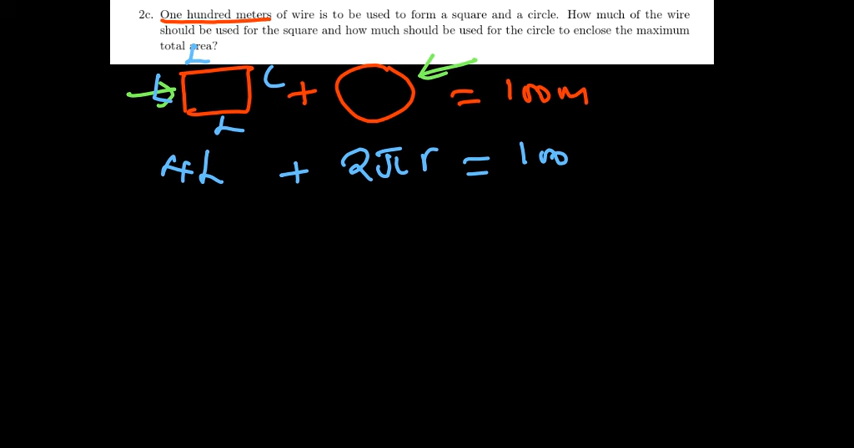 2c. One hundred meters of wire is to be used to form a square and a circle. How much of the wire
should be used for the square and how much should be used for the circle to enclose the maximum
total area?
L
L L + = 100m
L
4L + 2πr = 100